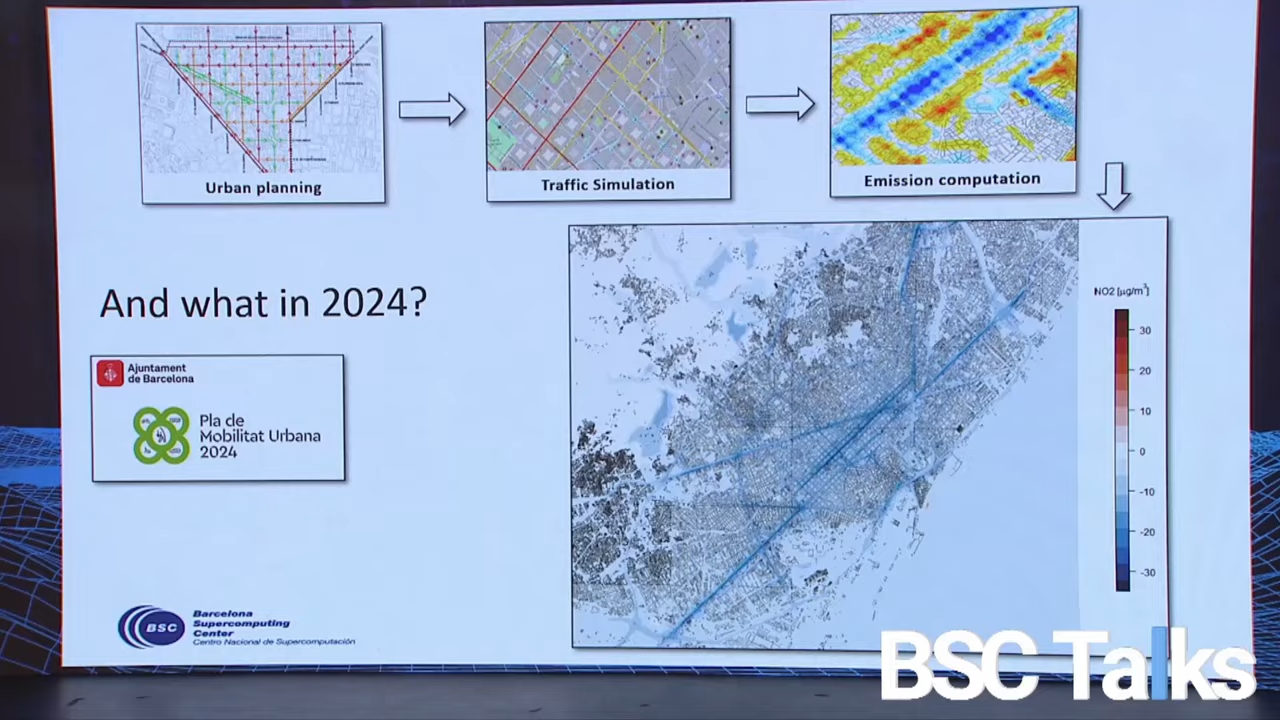 Urban planning
Traffic Simulation
Emission computation
And what in 2024?
Ajuntament
de Barcelona
Pla de
Mobilitat Urbana
2024
NO2 [µg/m³]
30
20
10
0
-10
-20
-30
BSC
Barcelona
Supercomputing
Center
Centro Nacional de Supercomputación
BSC Talks